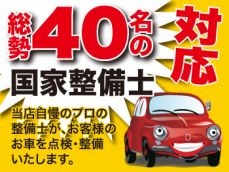 総勢40名の
対応
国家整備士
当店自慢のプロの
整備士が、お客様の
お車を点検・整備
いたします。